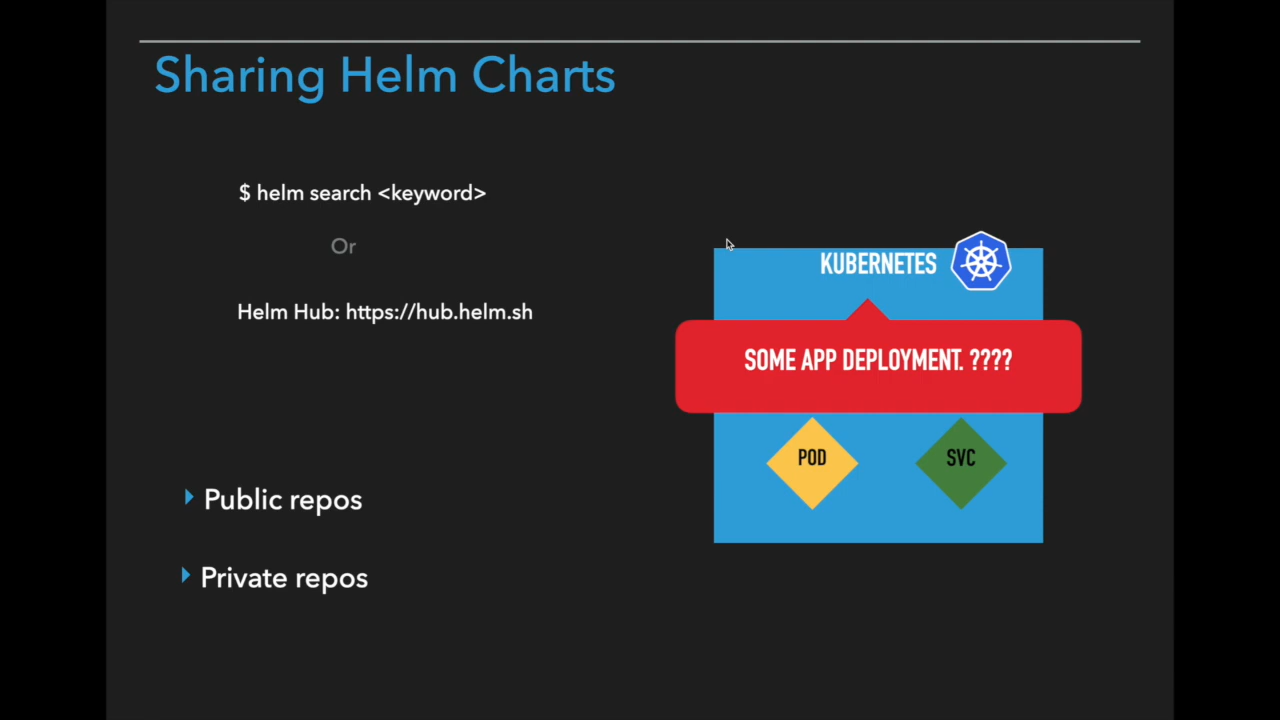 Sharing Helm Charts
$ helm search <keyword>
Or
Helm Hub: https://hub.helm.sh
Public repos
Private repos
KUBERNETES
SOME APP DEPLOYMENT. ????
POD
SVC